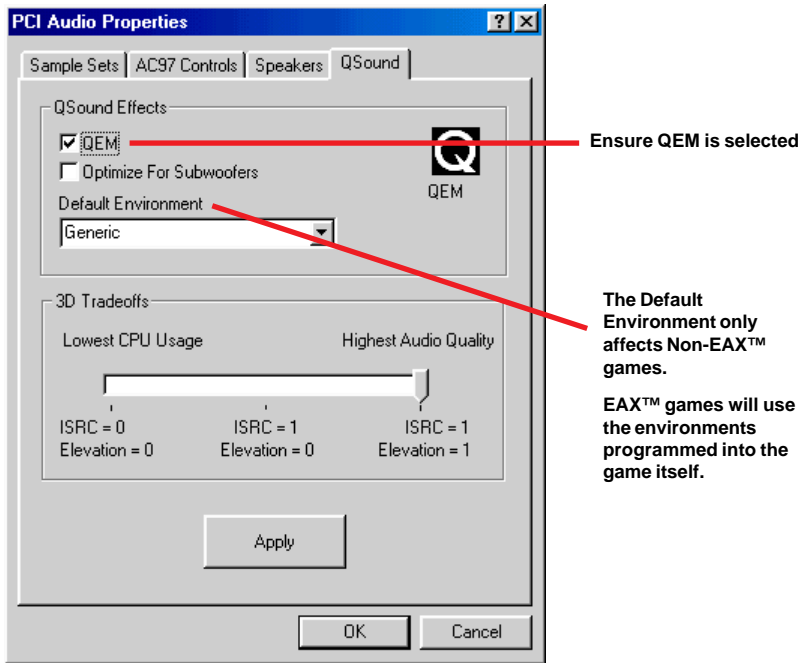 PCI Audio Properties
Sample Sets AC97 Controls Speakers QSound
QSound Effects
QEM
Optimize For Subwoofers
Default Environment
Generic
Q
QEM
Ensure QEM is selected
3D Tradeoffs
Lowest CPU Usage Highest Audio Quality
ISRC = 0 ISRC = 1 ISRC = 1
Elevation = 0 Elevation = 0 Elevation = 1
The Default
Environment only
affects Non-EAX™
games.
EAX™ games will use
the environments
programmed into the
game itself.
Apply
OK Cancel